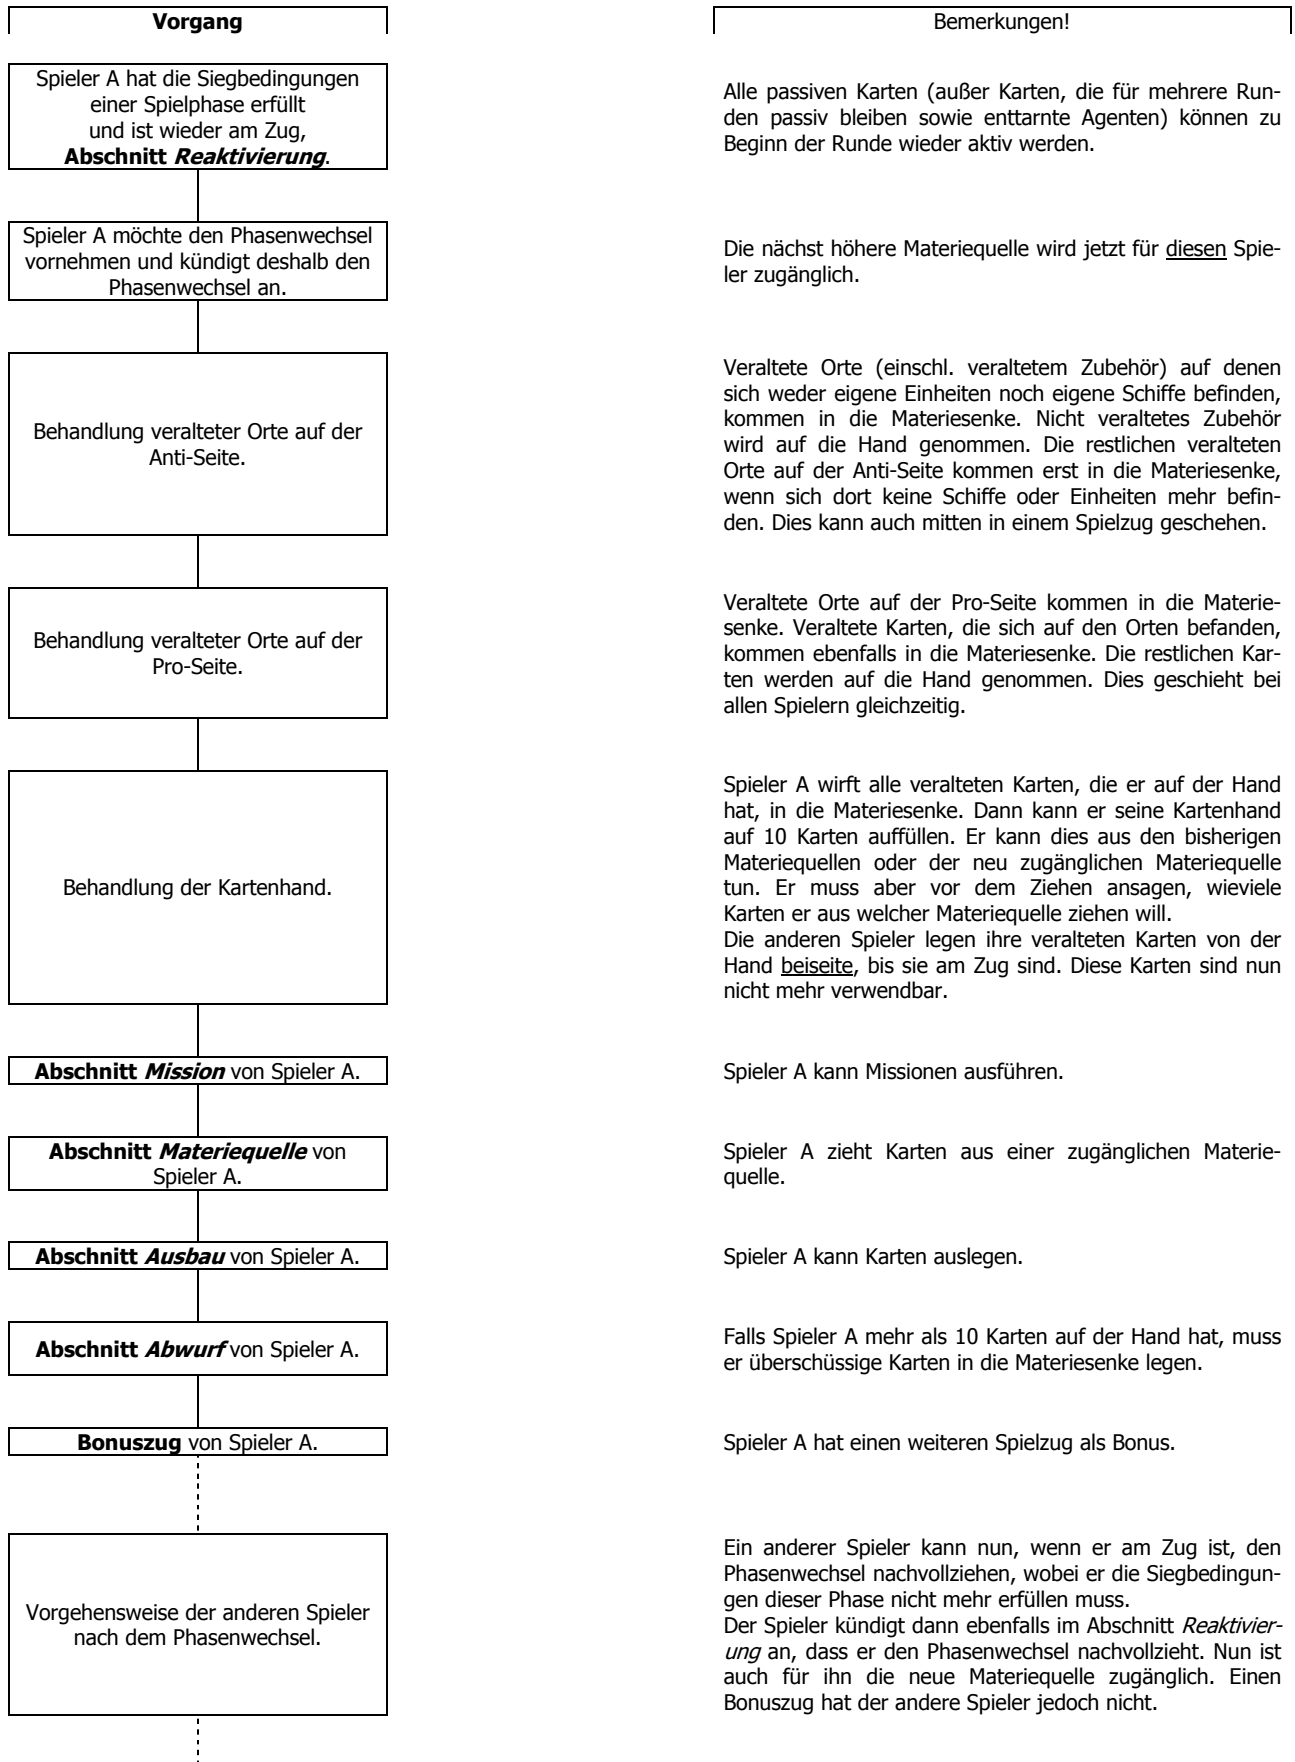 Vorgang
Bemerkungen!
Spieler A hat die Siegbedingungen
einer Spielphase erfüllt
und ist wieder am Zug,
Abschnitt Reaktivierung.
Alle passiven Karten (außer Karten, die für mehrere Run-
den passiv bleiben sowie enttarnte Agenten) können zu
Beginn der Runde wieder aktiv werden.
Spieler A möchte den Phasenwechsel
vornehmen und kündigt deshalb den
Phasenwechsel an.
Die nächst höhere Materiequelle wird jetzt für diesen Spie-
ler zugänglich.
Behandlung veralteter Orte auf der
Anti-Seite.
Veraltete Orte (einschl. veraltetem Zubehör) auf denen
sich weder eigene Einheiten noch eigene Schiffe befinden,
kommen in die Materiesenke. Nicht veraltetes Zubehör
wird auf die Hand genommen. Die restlichen veralteten
Orte auf der Anti-Seite kommen erst in die Materiesenke,
wenn sich dort keine Schiffe oder Einheiten mehr befin-
den. Dies kann auch mitten in einem Spielzug geschehen.
Behandlung veralteter Orte auf der
Pro-Seite.
Veraltete Orte auf der Pro-Seite kommen in die Materie-
senke. Veraltete Karten, die sich auf den Orten befanden,
kommen ebenfalls in die Materiesenke. Die restlichen Kar-
ten werden auf die Hand genommen. Dies geschieht bei
allen Spielern gleichzeitig.
Behandlung der Kartenhand.
Spieler A wirft alle veralteten Karten, die er auf der Hand
hat, in die Materiesenke. Dann kann er seine Kartenhand
auf 10 Karten auffüllen. Er kann dies aus den bisherigen
Materiequellen oder der neu zugänglichen Materiequelle
tun. Er muss aber vor dem Ziehen ansagen, wieviele
Karten er aus welcher Materiequelle ziehen will.
Die anderen Spieler legen ihre veralteten Karten von der
Hand beiseite, bis sie am Zug sind. Diese Karten sind nun
nicht mehr verwendbar.
Abschnitt Mission von Spieler A.
Spieler A kann Missionen ausführen.
Abschnitt Materiequelle von
Spieler A.
Spieler A zieht Karten aus einer zugänglichen Materie-
quelle.
Abschnitt Ausbau von Spieler A.
Spieler A kann Karten auslegen.
Abschnitt Abwurf von Spieler A.
Falls Spieler A mehr als 10 Karten auf der Hand hat, muss
er überschüssige Karten in die Materiesenke legen.
Bonuszug von Spieler A.
Spieler A hat einen weiteren Spielzug als Bonus.
Vorgehensweise der anderen Spieler
nach dem Phasenwechsel.
Ein anderer Spieler kann nun, wenn er am Zug ist, den
Phasenwechsel nachvollziehen, wobei er die Siegbedingun-
gen dieser Phase nicht mehr erfüllen muss.
Der Spieler kündigt dann ebenfalls im Abschnitt Reaktivier-
ung an, dass er den Phasenwechsel nachvollzieht. Nun ist
auch für ihn die neue Materiequelle zugänglich. Einen
Bonuszug hat der andere Spieler jedoch nicht.